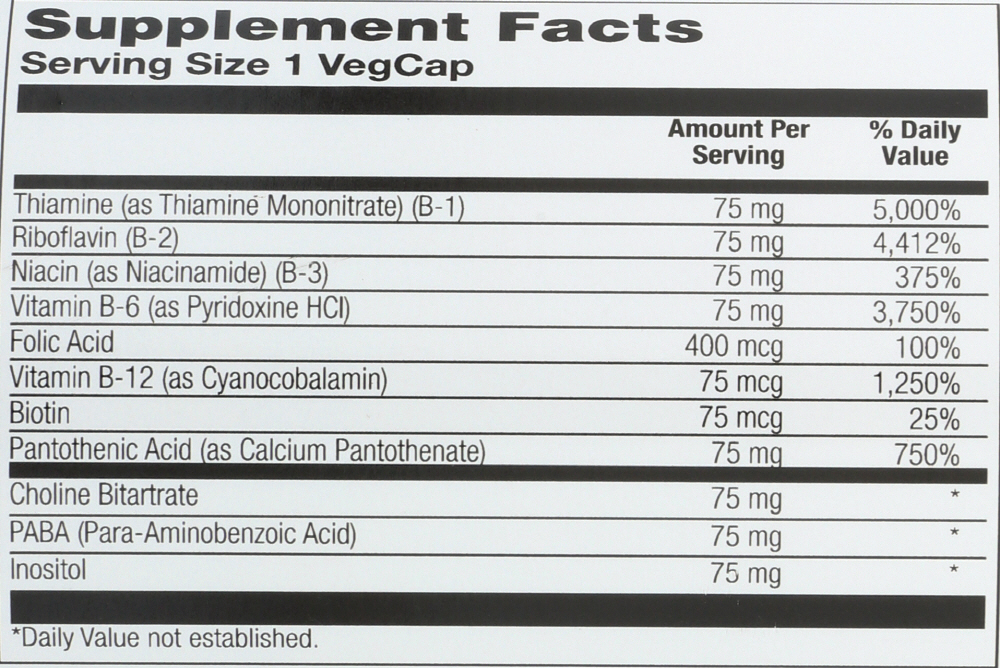 Supplement Facts
Serving Size 1 VegCap
Amount Per Serving % Daily Value
Thiamine (as Thiamine Mononitrate) (B-1) 75 mg 5,000%
Riboflavin (B-2) 75 mg 4,412%
Niacin (as Niacinamide) (B-3) 75 mg 375%
Vitamin B-6 (as Pyridoxine HCl) 75 mg 3,750%
Folic Acid 400 mcg 100%
Vitamin B-12 (as Cyanocobalamin) 75 mcg 1,250%
Biotin 75 mcg 25%
Pantothenic Acid (as Calcium Pantothenate) 75 mg 750%
Choline Bitartrate 75 mg *
PABA (Para-Aminobenzoic Acid) 75 mg *
Inositol 75 mg *
*Daily Value not established.